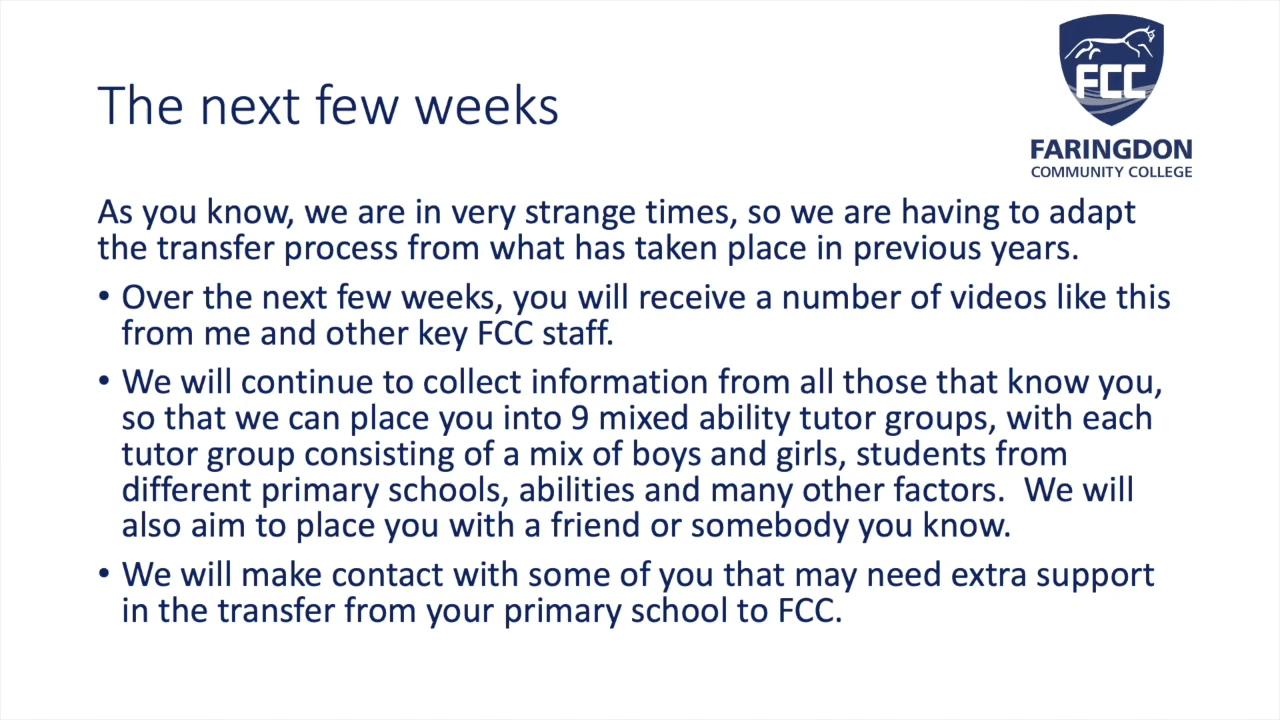 FCC
FARINGDON
COMMUNITY COLLEGE
The next few weeks
As you know, we are in very strange times, so we are having to adapt
the transfer process from what has taken place in previous years.
• Over the next few weeks, you will receive a number of videos like this
from me and other key FCC staff.
• We will continue to collect information from all those that know you,
so that we can place you into 9 mixed ability tutor groups, with each
tutor group consisting of a mix of boys and girls, students from
different primary schools, abilities and many other factors.  We will
also aim to place you with a friend or somebody you know.
• We will make contact with some of you that may need extra support
in the transfer from your primary school to FCC.